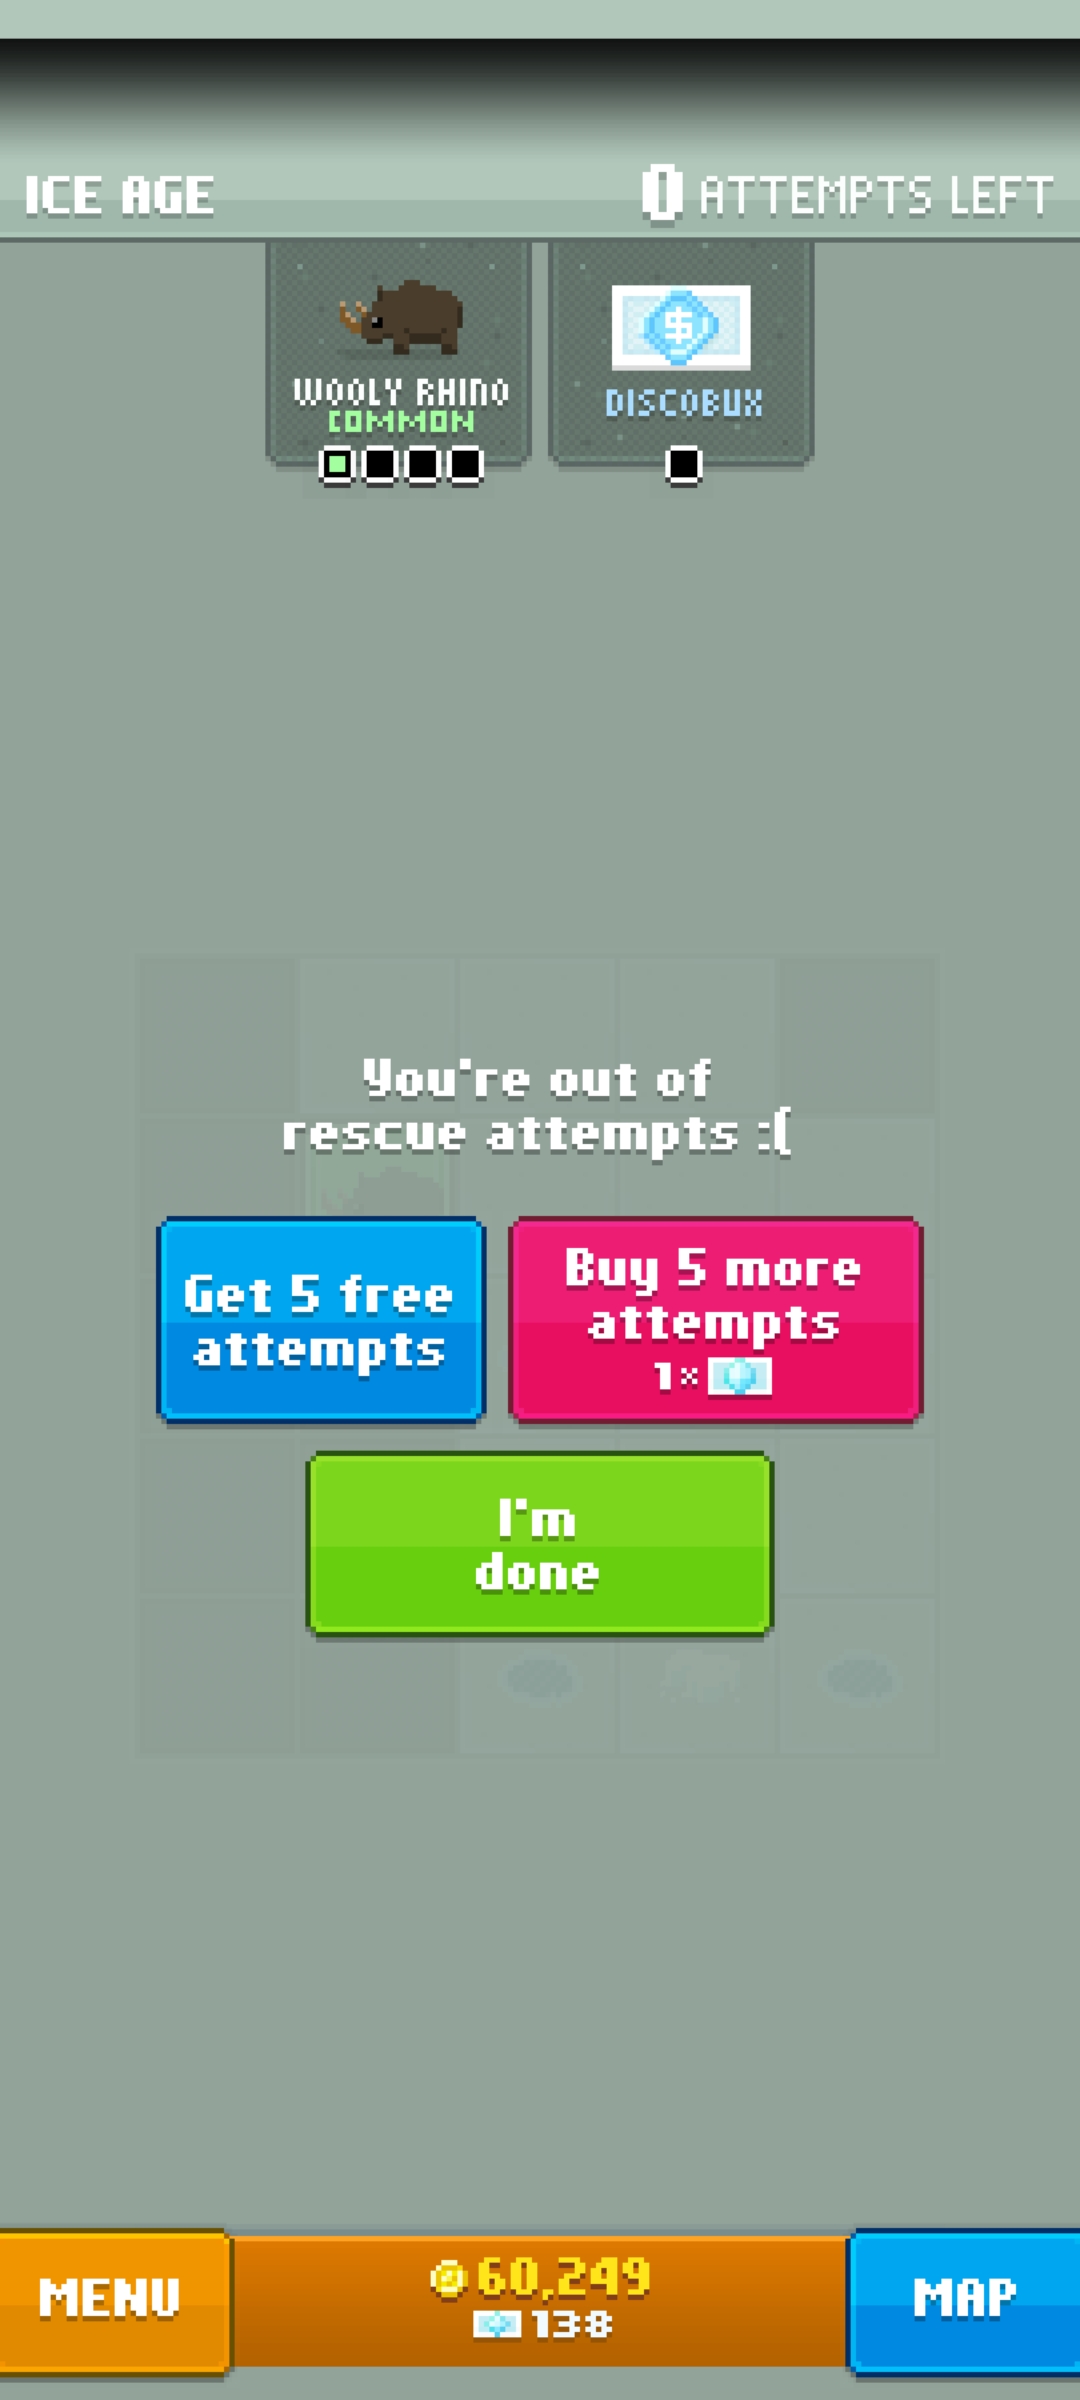 ICE AGE
0 ATTEMPTS LEFT
WOOLY RHINO
COMMON
$
DISCOBUX
You're out of
rescue attempts :(
Get 5 free
attempts
Buy 5 more
attempts
1×
I'm
done
MENU
60,249
138
MAP